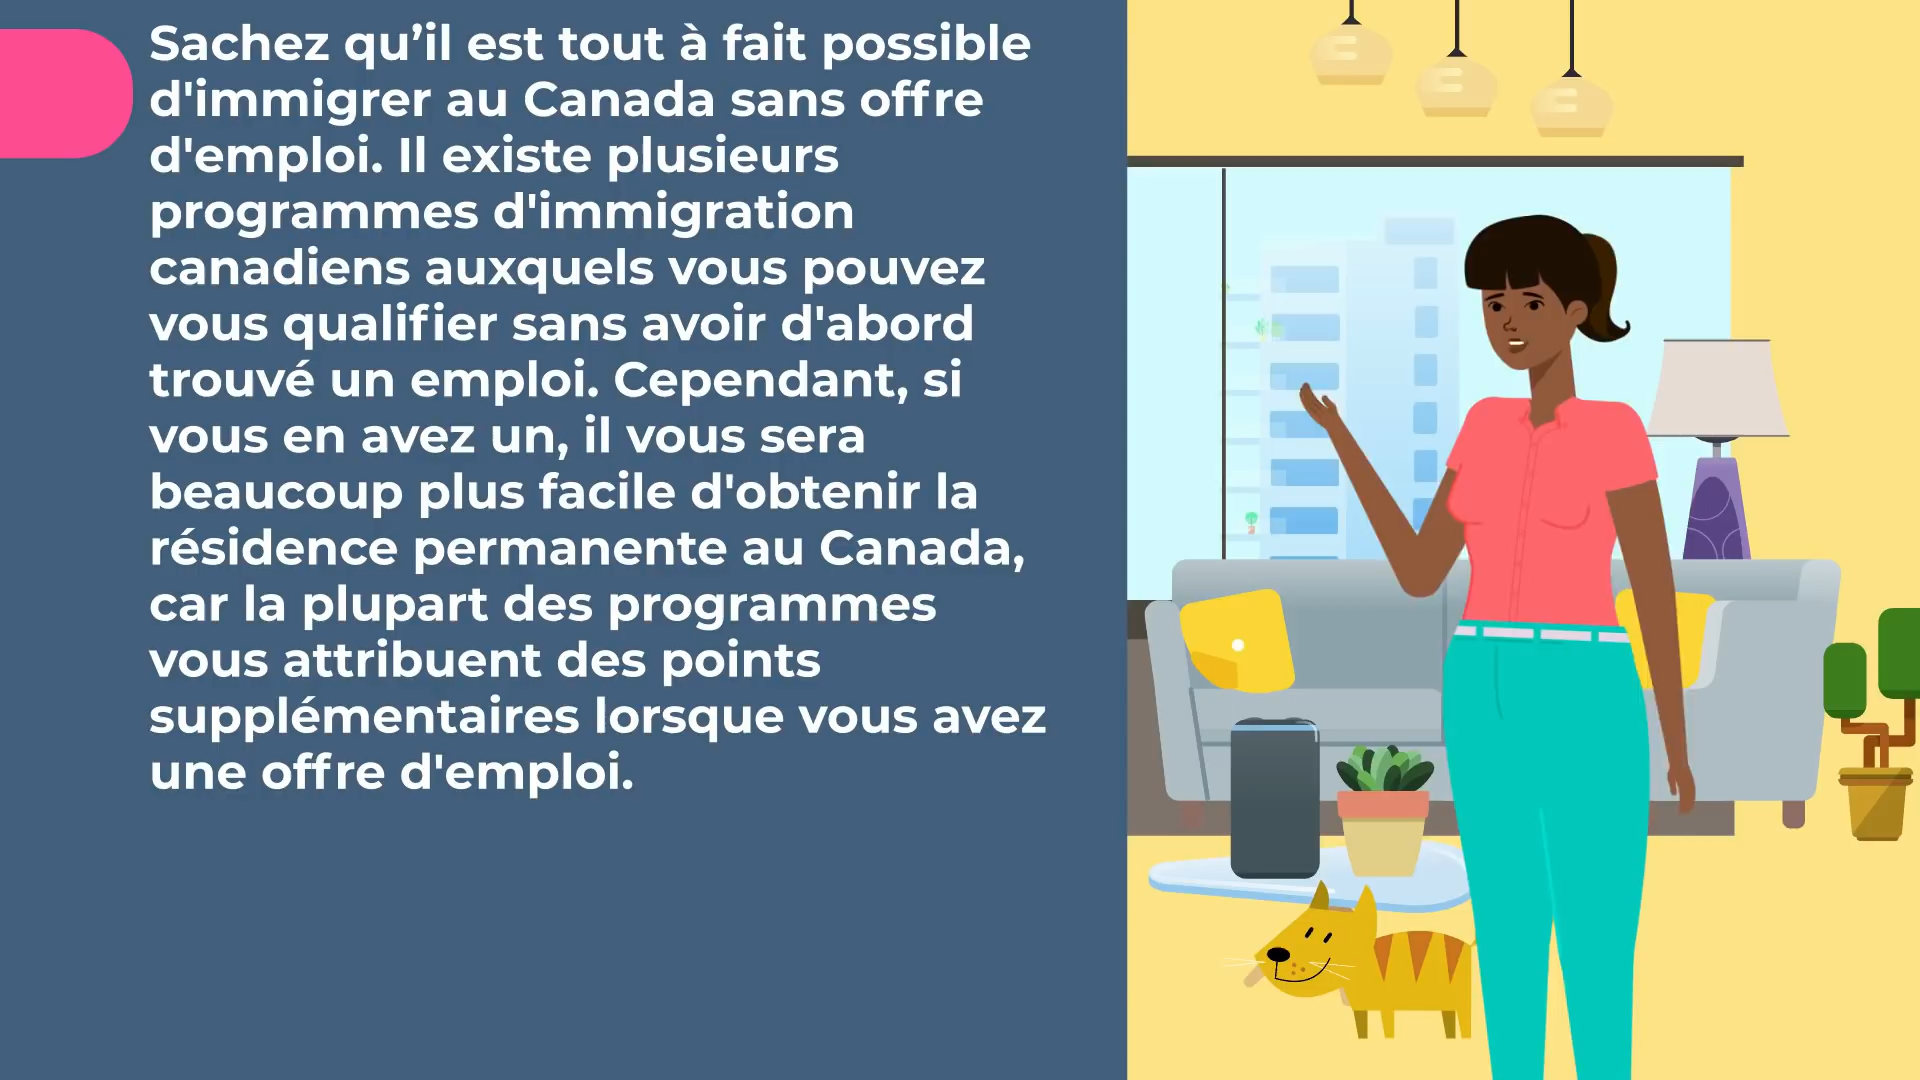 Sachez qu’il est tout à fait possible
d'immigrer au Canada sans offre
d'emploi. Il existe plusieurs
programmes d'immigration
canadiens auxquels vous pouvez
vous qualifier sans avoir d'abord
trouvé un emploi. Cependant, si
vous en avez un, il vous sera
beaucoup plus facile d'obtenir la
résidence permanente au Canada,
car la plupart des programmes
vous attribuent des points
supplémentaires lorsque vous avez
une offre d'emploi.